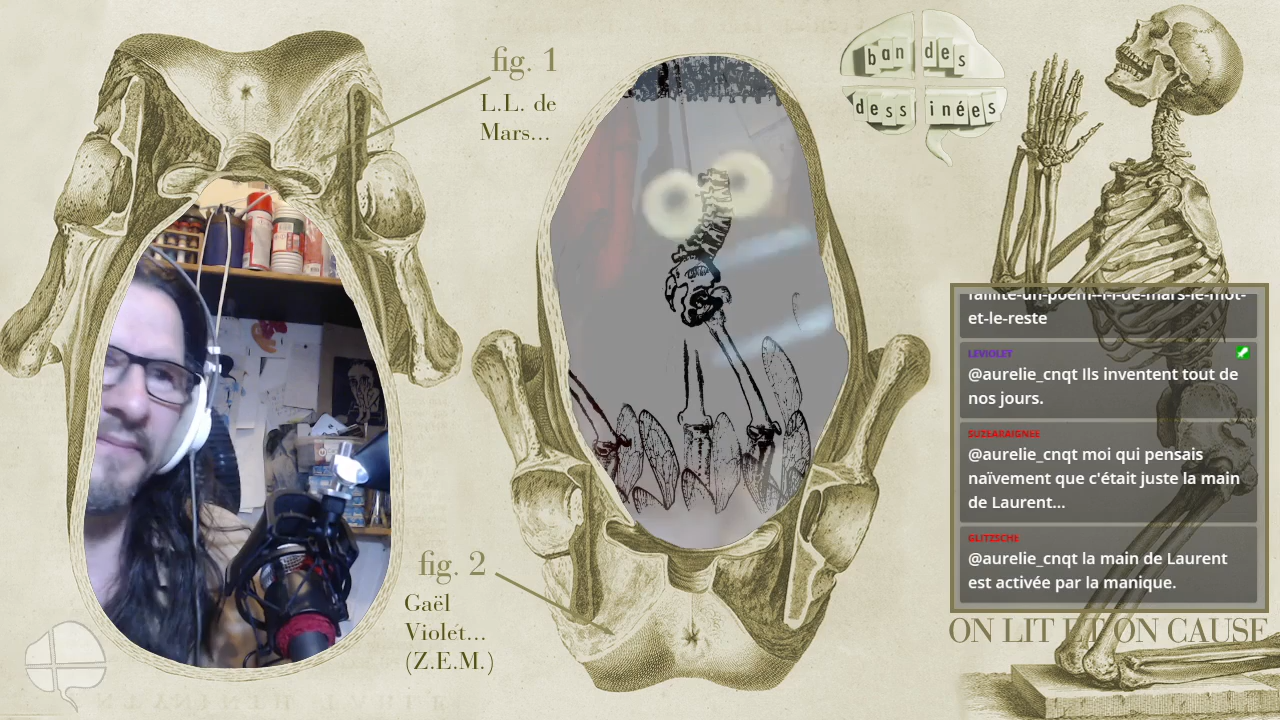 fig. 1
L.L. de
Mars...
ban des
dess inées
et-le-reste
LEVIOLET
@aurelie_cnqt Ils inventent tout de
nos jours.
SUZEARAIGNEE
@aurelie_cnqt moi qui pensais
naïvement que c'était juste la main
de Laurent...
GLITZSCHE
@aurelie_cnqt la main de Laurent
est activée par la manique.
fig. 2
Gaël
Violet...
(Z.E.M.)
ON LIT ET ON CAUSE